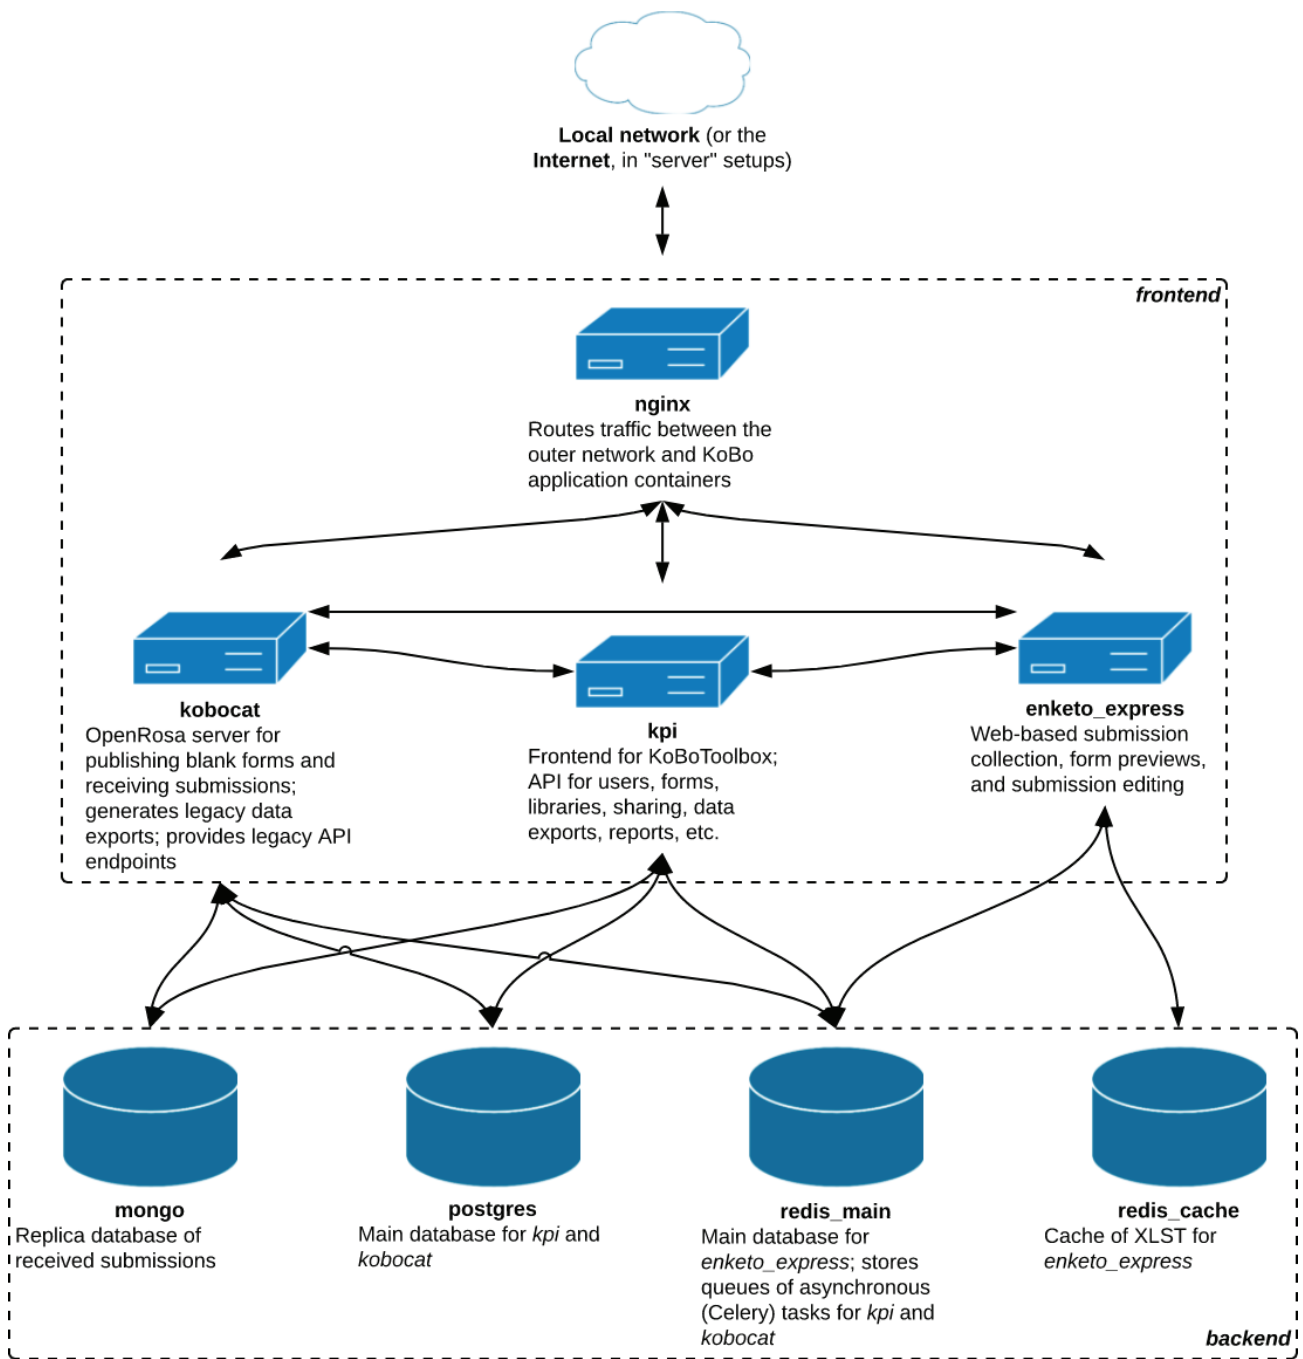 Local network (or the
Internet, in "server" setups)
frontend
nginx
Routes traffic between the
outer network and KoBo
application containers
kobocat
OpenRosa server for
publishing blank forms and
receiving submissions;
generates legacy data
exports; provides legacy API
endpoints
kpi
Frontend for KoBoToolbox;
API for users, forms,
libraries, sharing, data
exports, reports, etc.
enketo_express
Web-based submission
collection, form previews,
and submission editing
mongo
Replica database of
received submissions
postgres
Main database for kpi and
kobocat
redis_main
Main database for
enketo_express; stores
queues of asynchronous
(Celery) tasks for kpi and
kobocat
redis_cache
Cache of XLST for
enketo_express
backend